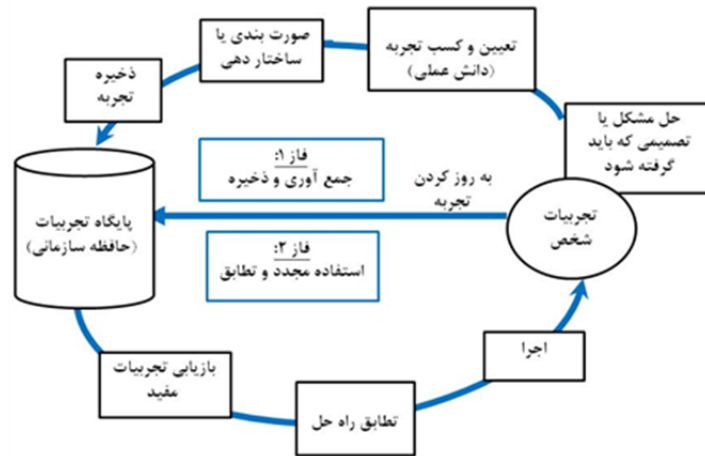 صورت بندی یا
ساختار دهی
تعیین و کسب تجربه
(دانش عملی)
ذخیره
تجربه
حل مشکل یا
تصمیمی که باید
گرفته شود
فاز ۱:
جمع آوری و ذخیره
به روز کردن
تجربه
پایگاه تجربیات
(حافظه سازمانی)
تجربیات
شخص
فاز ۲:
استفاده مجدد و تطابق
اجرا
بازیابی تجربیات
مفید
تطابق راه حل